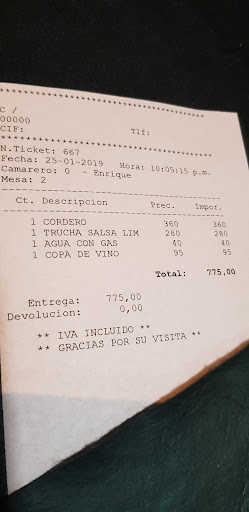 ****************************************
C /
00000
CIF: Tlf:
****************************************
N.Ticket: 667
Fecha: 25-01-2019 Hora: 10:05:15 p.m.
Camarero: 0 - Enrique
Mesa: 2
----------------------------------------
Ct. Descripcion Prec. Impor.
----------------------------------------
1 CORDERO 360 360
1 TRUCHA SALSA LIM 280 280
1 AGUA CON GAS 40 40
1 COPA DE VINO 95 95
Total: 775,00
Entrega: 775,00
Devolucion: 0,00
** IVA INCLUIDO **
** GRACIAS POR SU VISITA **